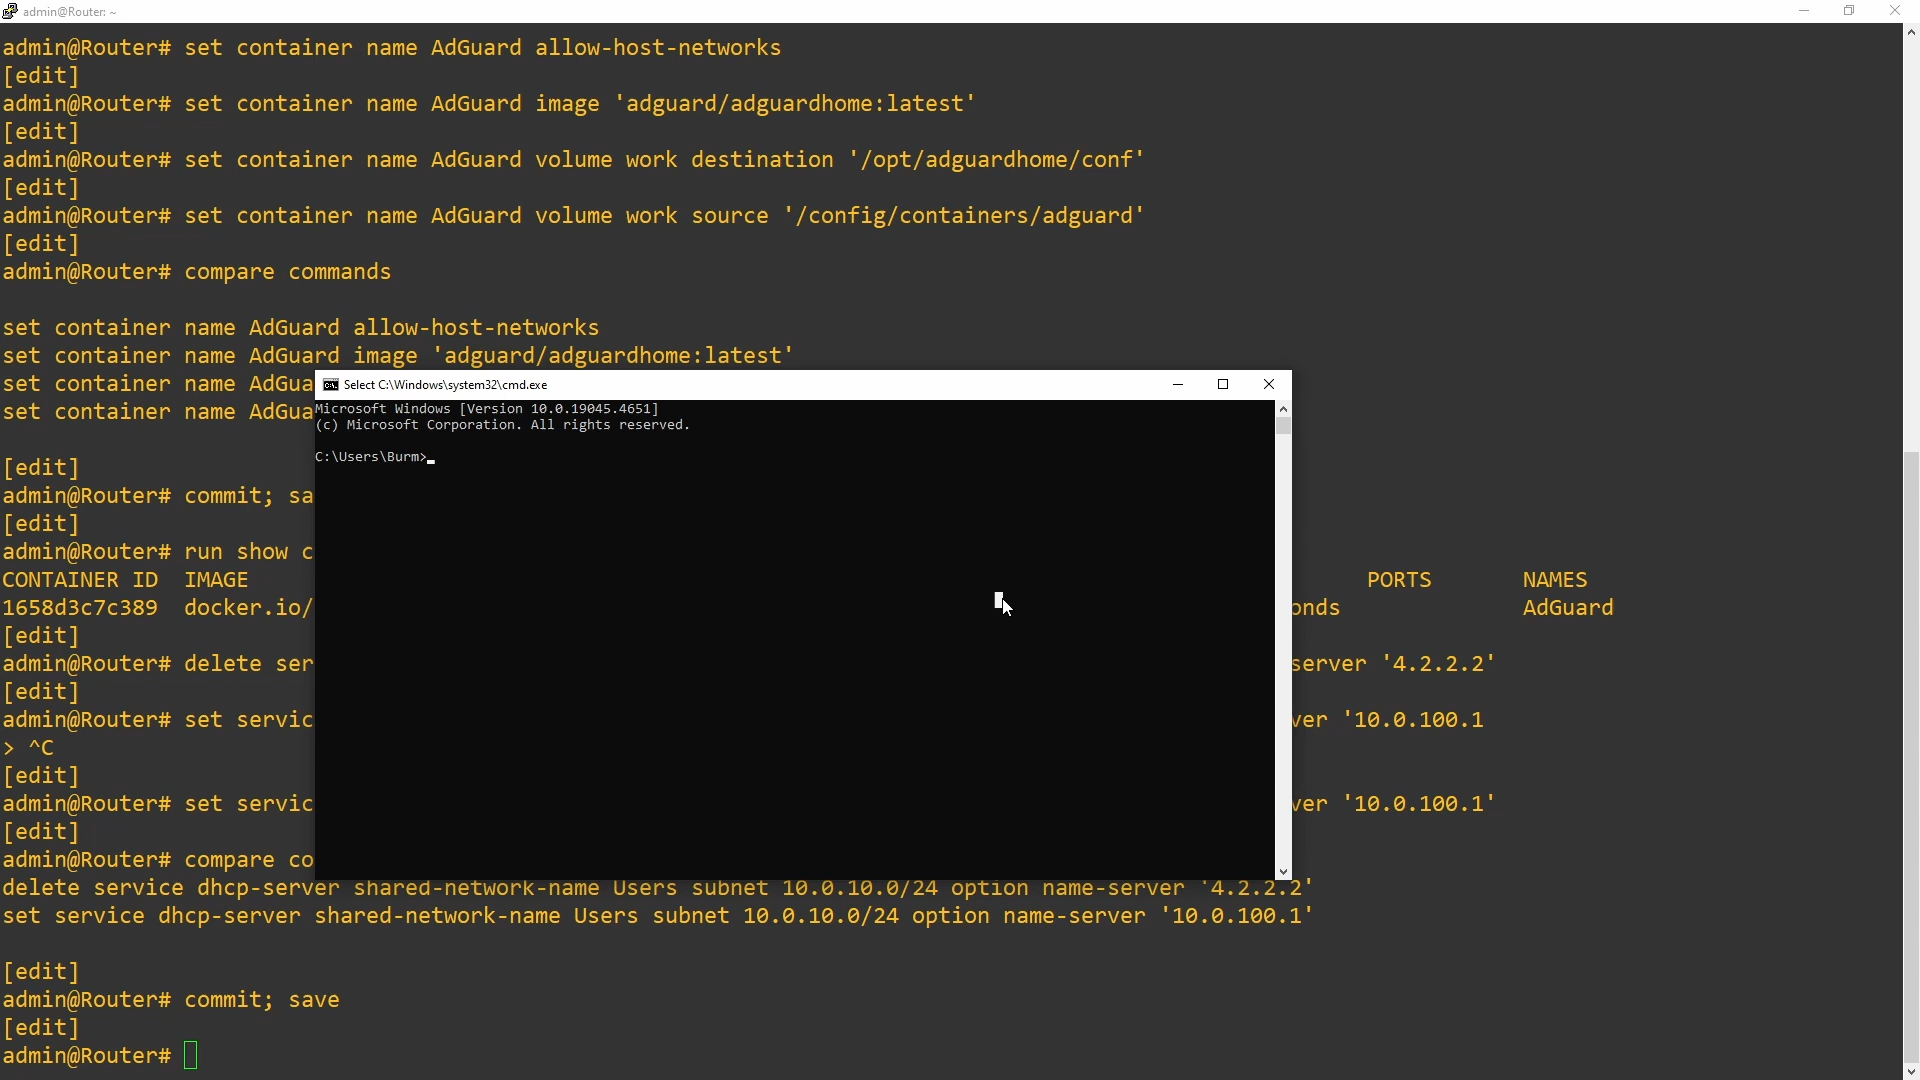 admin@Router: ~
admin@Router# set container name AdGuard allow-host-networks
[edit]
admin@Router# set container name AdGuard image 'adguard/adguardhome:latest'
[edit]
admin@Router# set container name AdGuard volume work destination '/opt/adguardhome/conf'
[edit]
admin@Router# set container name AdGuard volume work source '/config/containers/adguard'
[edit]
admin@Router# compare commands
set container name AdGuard allow-host-networks
set container name AdGuard image 'adguard/adguardhome:latest'
set container name AdGua
set container name AdGua
[edit]
admin@Router# commit; sa
[edit]
admin@Router# run show c
CONTAINER ID IMAGE PORTS NAMES
1658d3c7c389 docker.io/ onds AdGuard
[edit]
admin@Router# delete ser server '4.2.2.2'
[edit]
admin@Router# set servic ver '10.0.100.1
> ^C
[edit]
admin@Router# set servic ver '10.0.100.1'
[edit]
admin@Router# compare co
delete service dhcp-server shared-network-name Users subnet 10.0.10.0/24 option name-server '4.2.2.2'
set service dhcp-server shared-network-name Users subnet 10.0.10.0/24 option name-server '10.0.100.1'
[edit]
admin@Router# commit; save
[edit]
admin@Router#
Select C:\Windows\system32\cmd.exe
Microsoft Windows [Version 10.0.19045.4651]
(c) Microsoft Corporation. All rights reserved.
C:\Users\Burm>